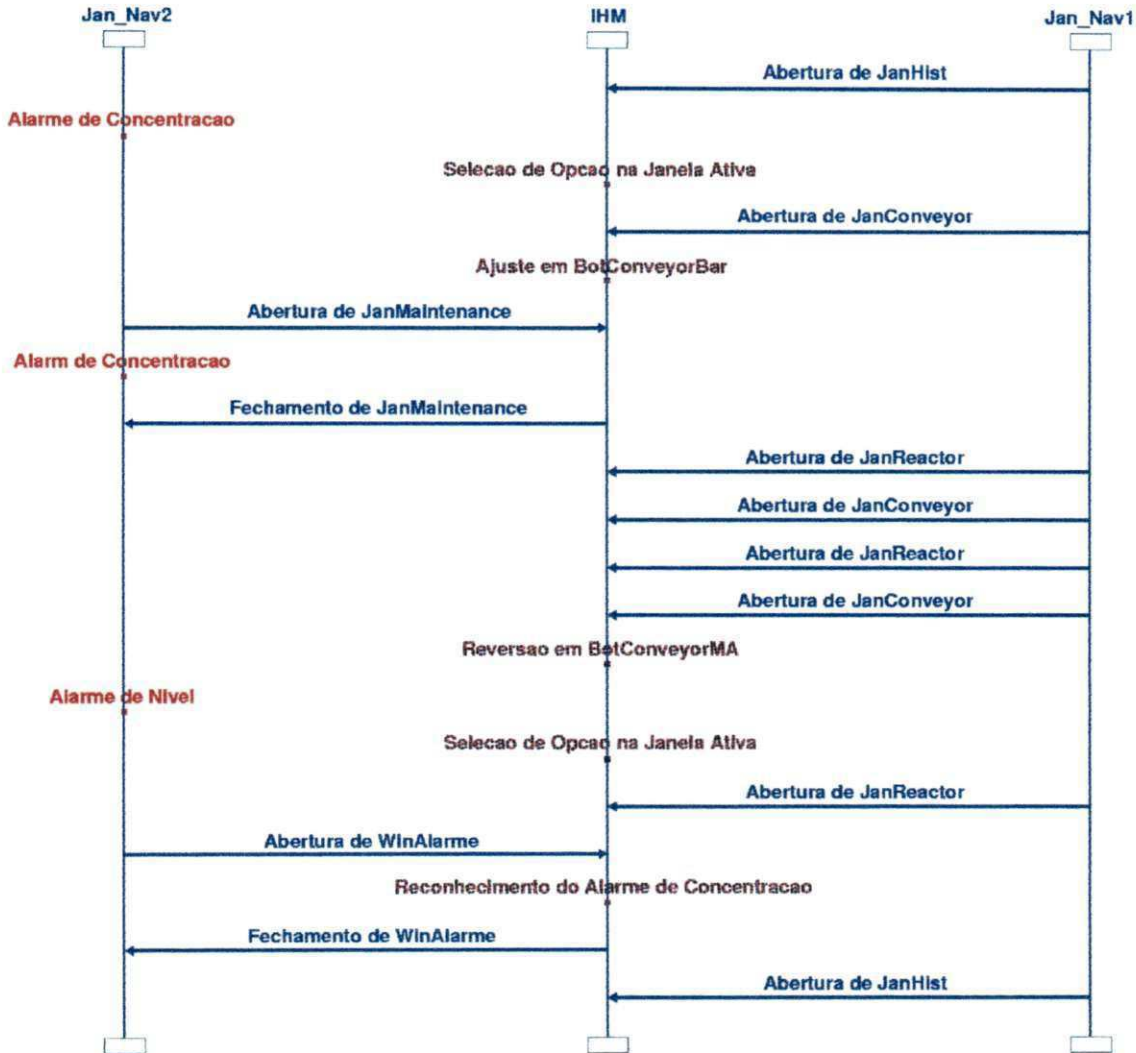 Jan_Nav2
IHM
Jan_Nav1
Abertura de JanHist
Alarme de Concentracao
Selecao de Opcao na Janela Ativa
Abertura de JanConveyor
Ajuste em BotConveyorBar
Abertura de JanMaintenance
Alarm de Concentracao
Fechamento de JanMaintenance
Abertura de JanReactor
Abertura de JanConveyor
Abertura de JanReactor
Abertura de JanConveyor
Reversao em BotConveyorMA
Alarme de Nivel
Selecao de Opcao na Janela Ativa
Abertura de JanReactor
Abertura de WinAlarme
Reconhecimento do Alarme de Concentracao
Fechamento de WinAlarme
Abertura de JanHist